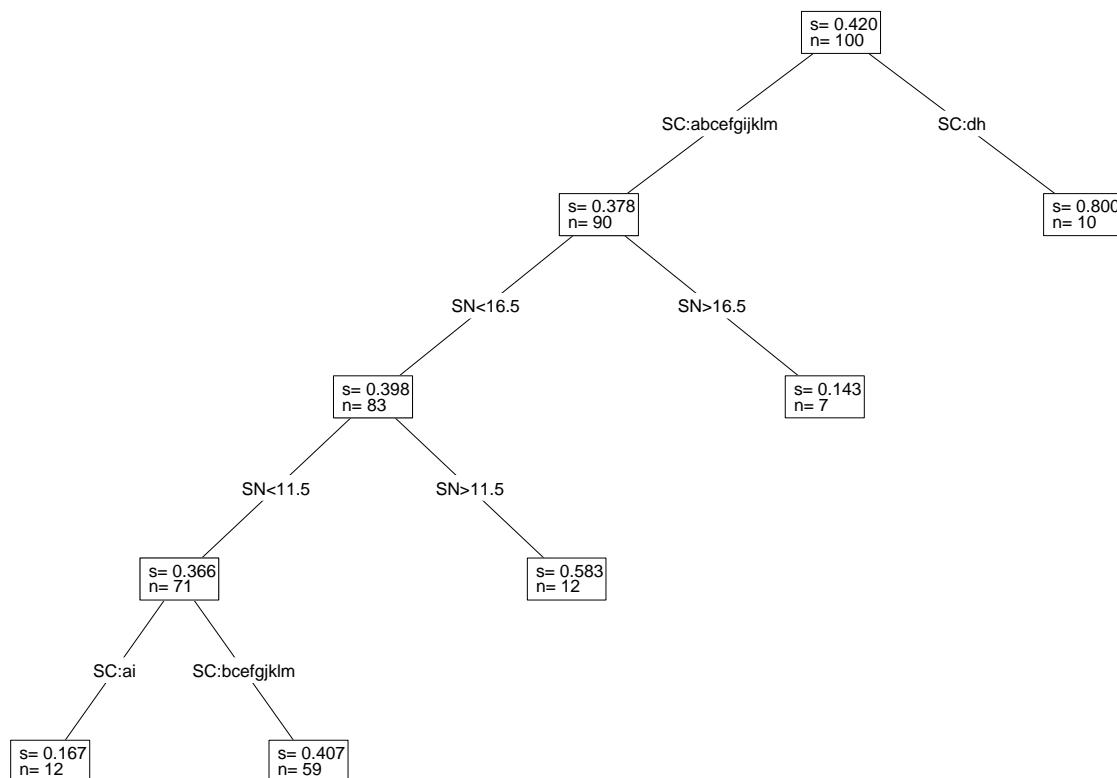 s= 0.420
n= 100
SC:abcefgijklm
SC:dh
s= 0.378
n= 90
s= 0.800
n= 10
SN<16.5
SN>16.5
s= 0.398
n= 83
s= 0.143
n= 7
SN<11.5
SN>11.5
s= 0.366
n= 71
s= 0.583
n= 12
SC:ai
SC:bcefgjklm
s= 0.167
n= 12
s= 0.407
n= 59